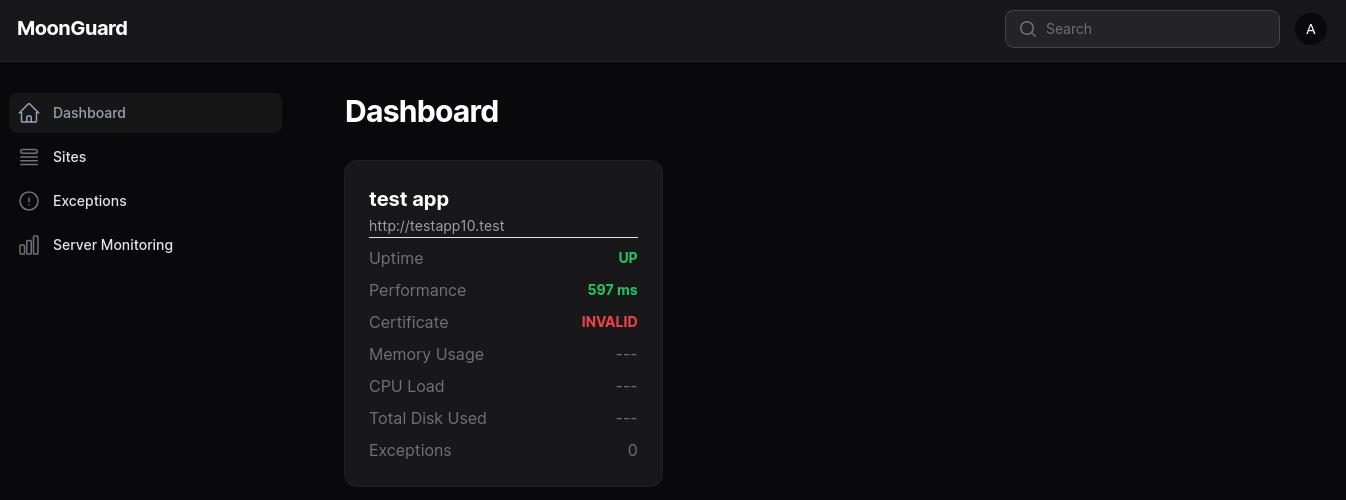 MoonGuard
Search
A
Dashboard
Sites
Exceptions
Server Monitoring
Dashboard
test app
http://testapp10.test
Uptime UP
Performance 597 ms
Certificate INVALID
Memory Usage ---
CPU Load ---
Total Disk Used ---
Exceptions 0